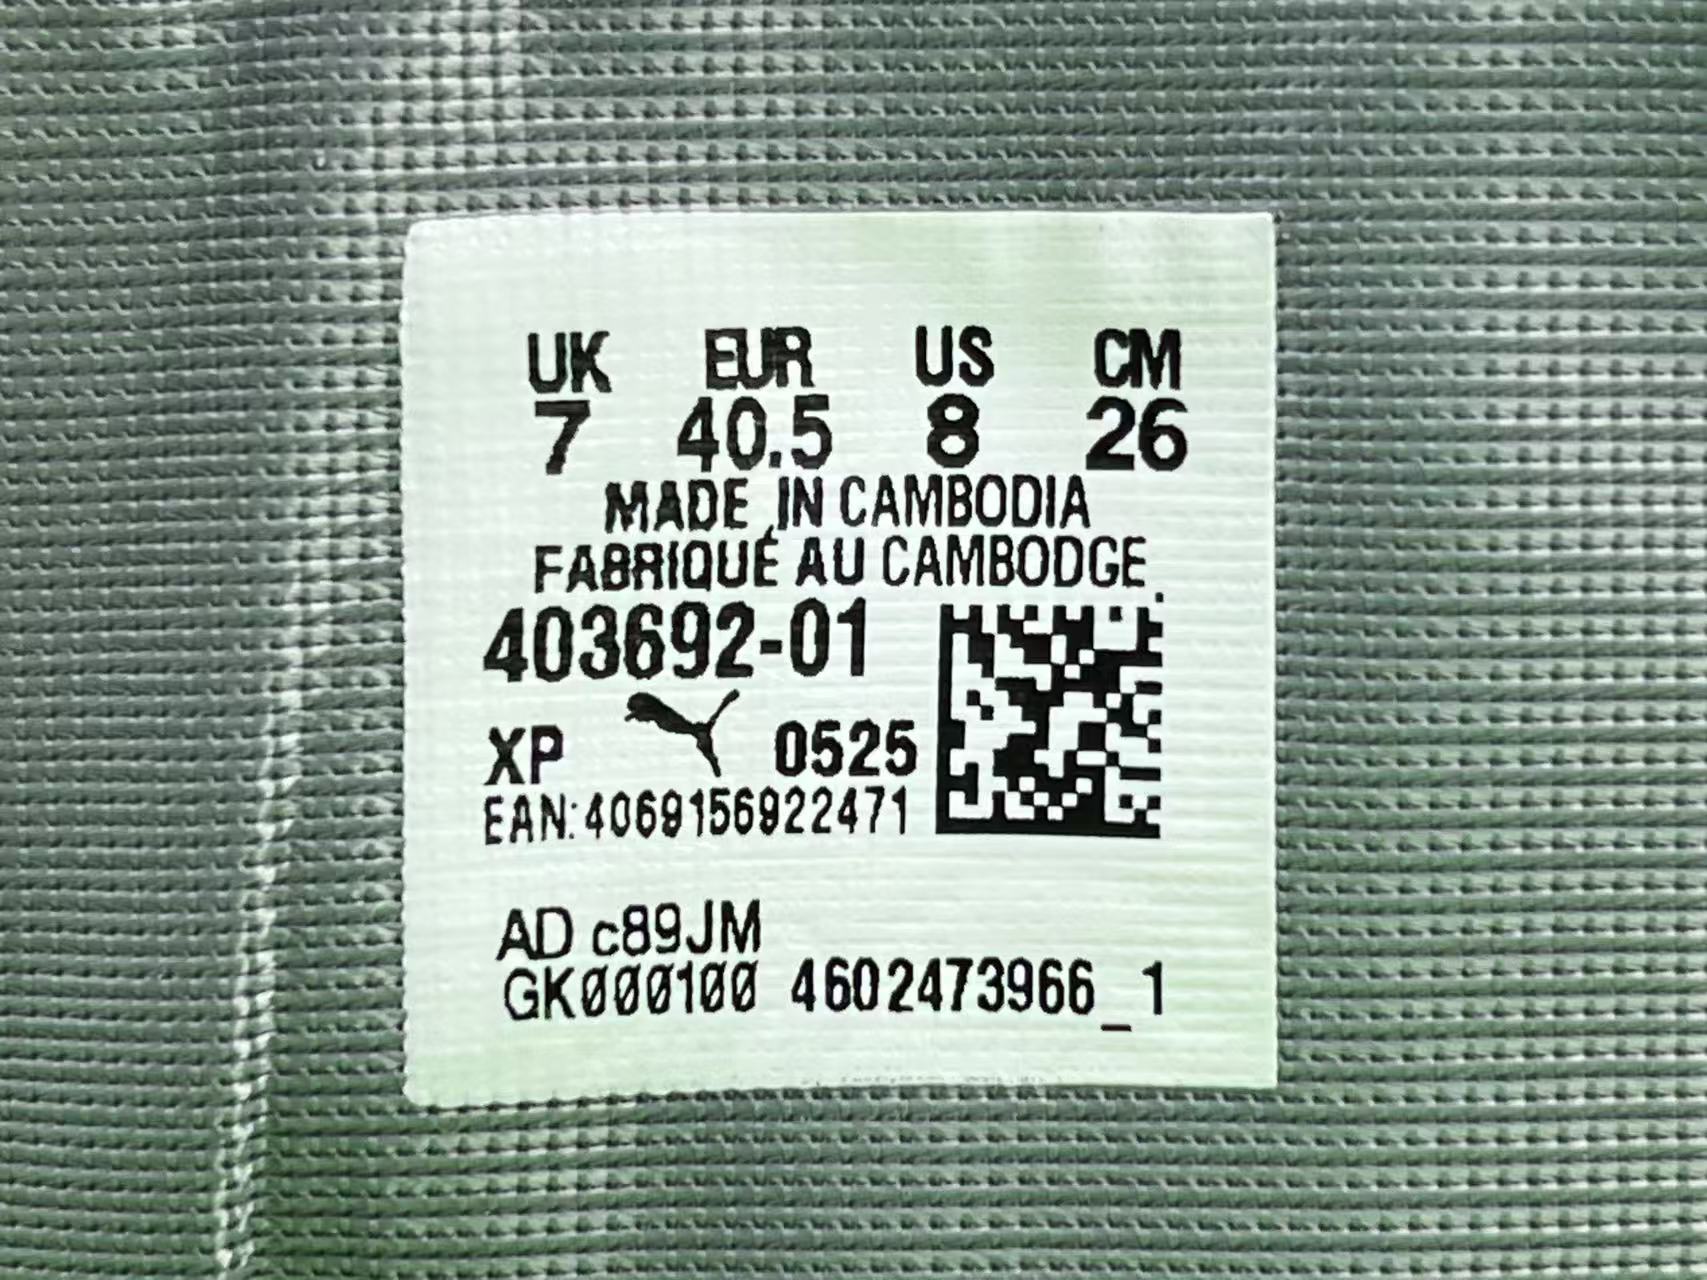 UK EUR US CM
7 40.5 8 26
MADE IN CAMBODIA
FABRIQUÉ AU CAMBODGE
403692-01
XP 0525
EAN:4069156922471
AD c89JM
GK000100 4602473966_1